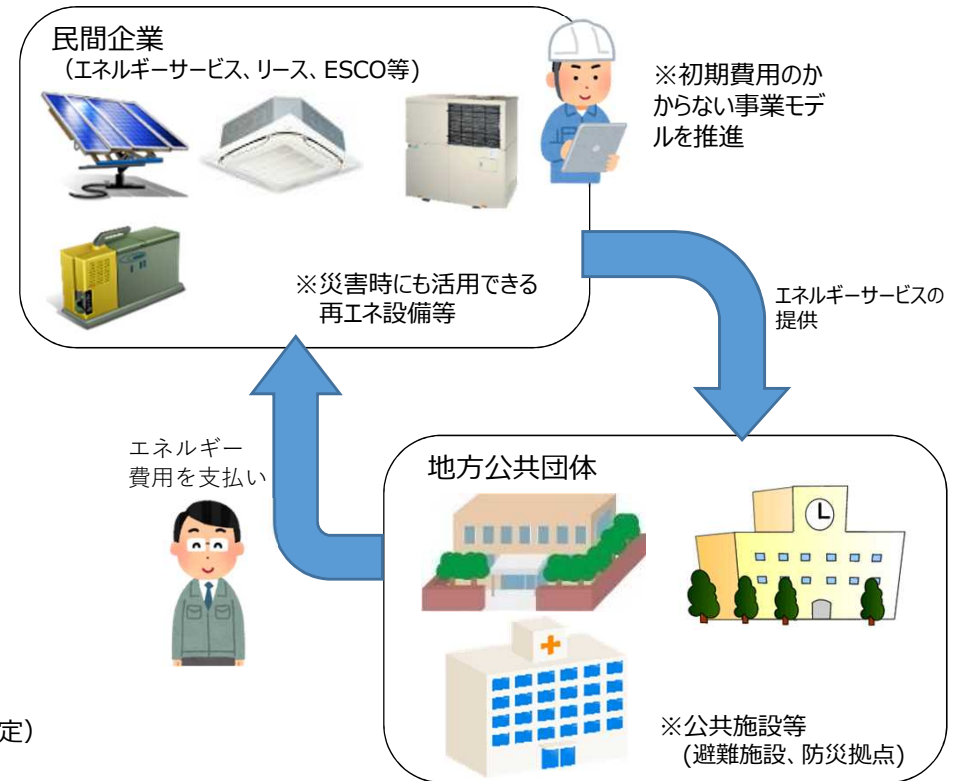 民間企業
（エネルギーサービス、リース、ESCO等）
※初期費用のか
からない事業モデ
ルを推進
※災害時にも活用できる
再エネ設備等
エネルギーサービスの
提供
エネルギー
費用を支払い
地方公共団体
※公共施設等
(避難施設、防災拠点)
定）